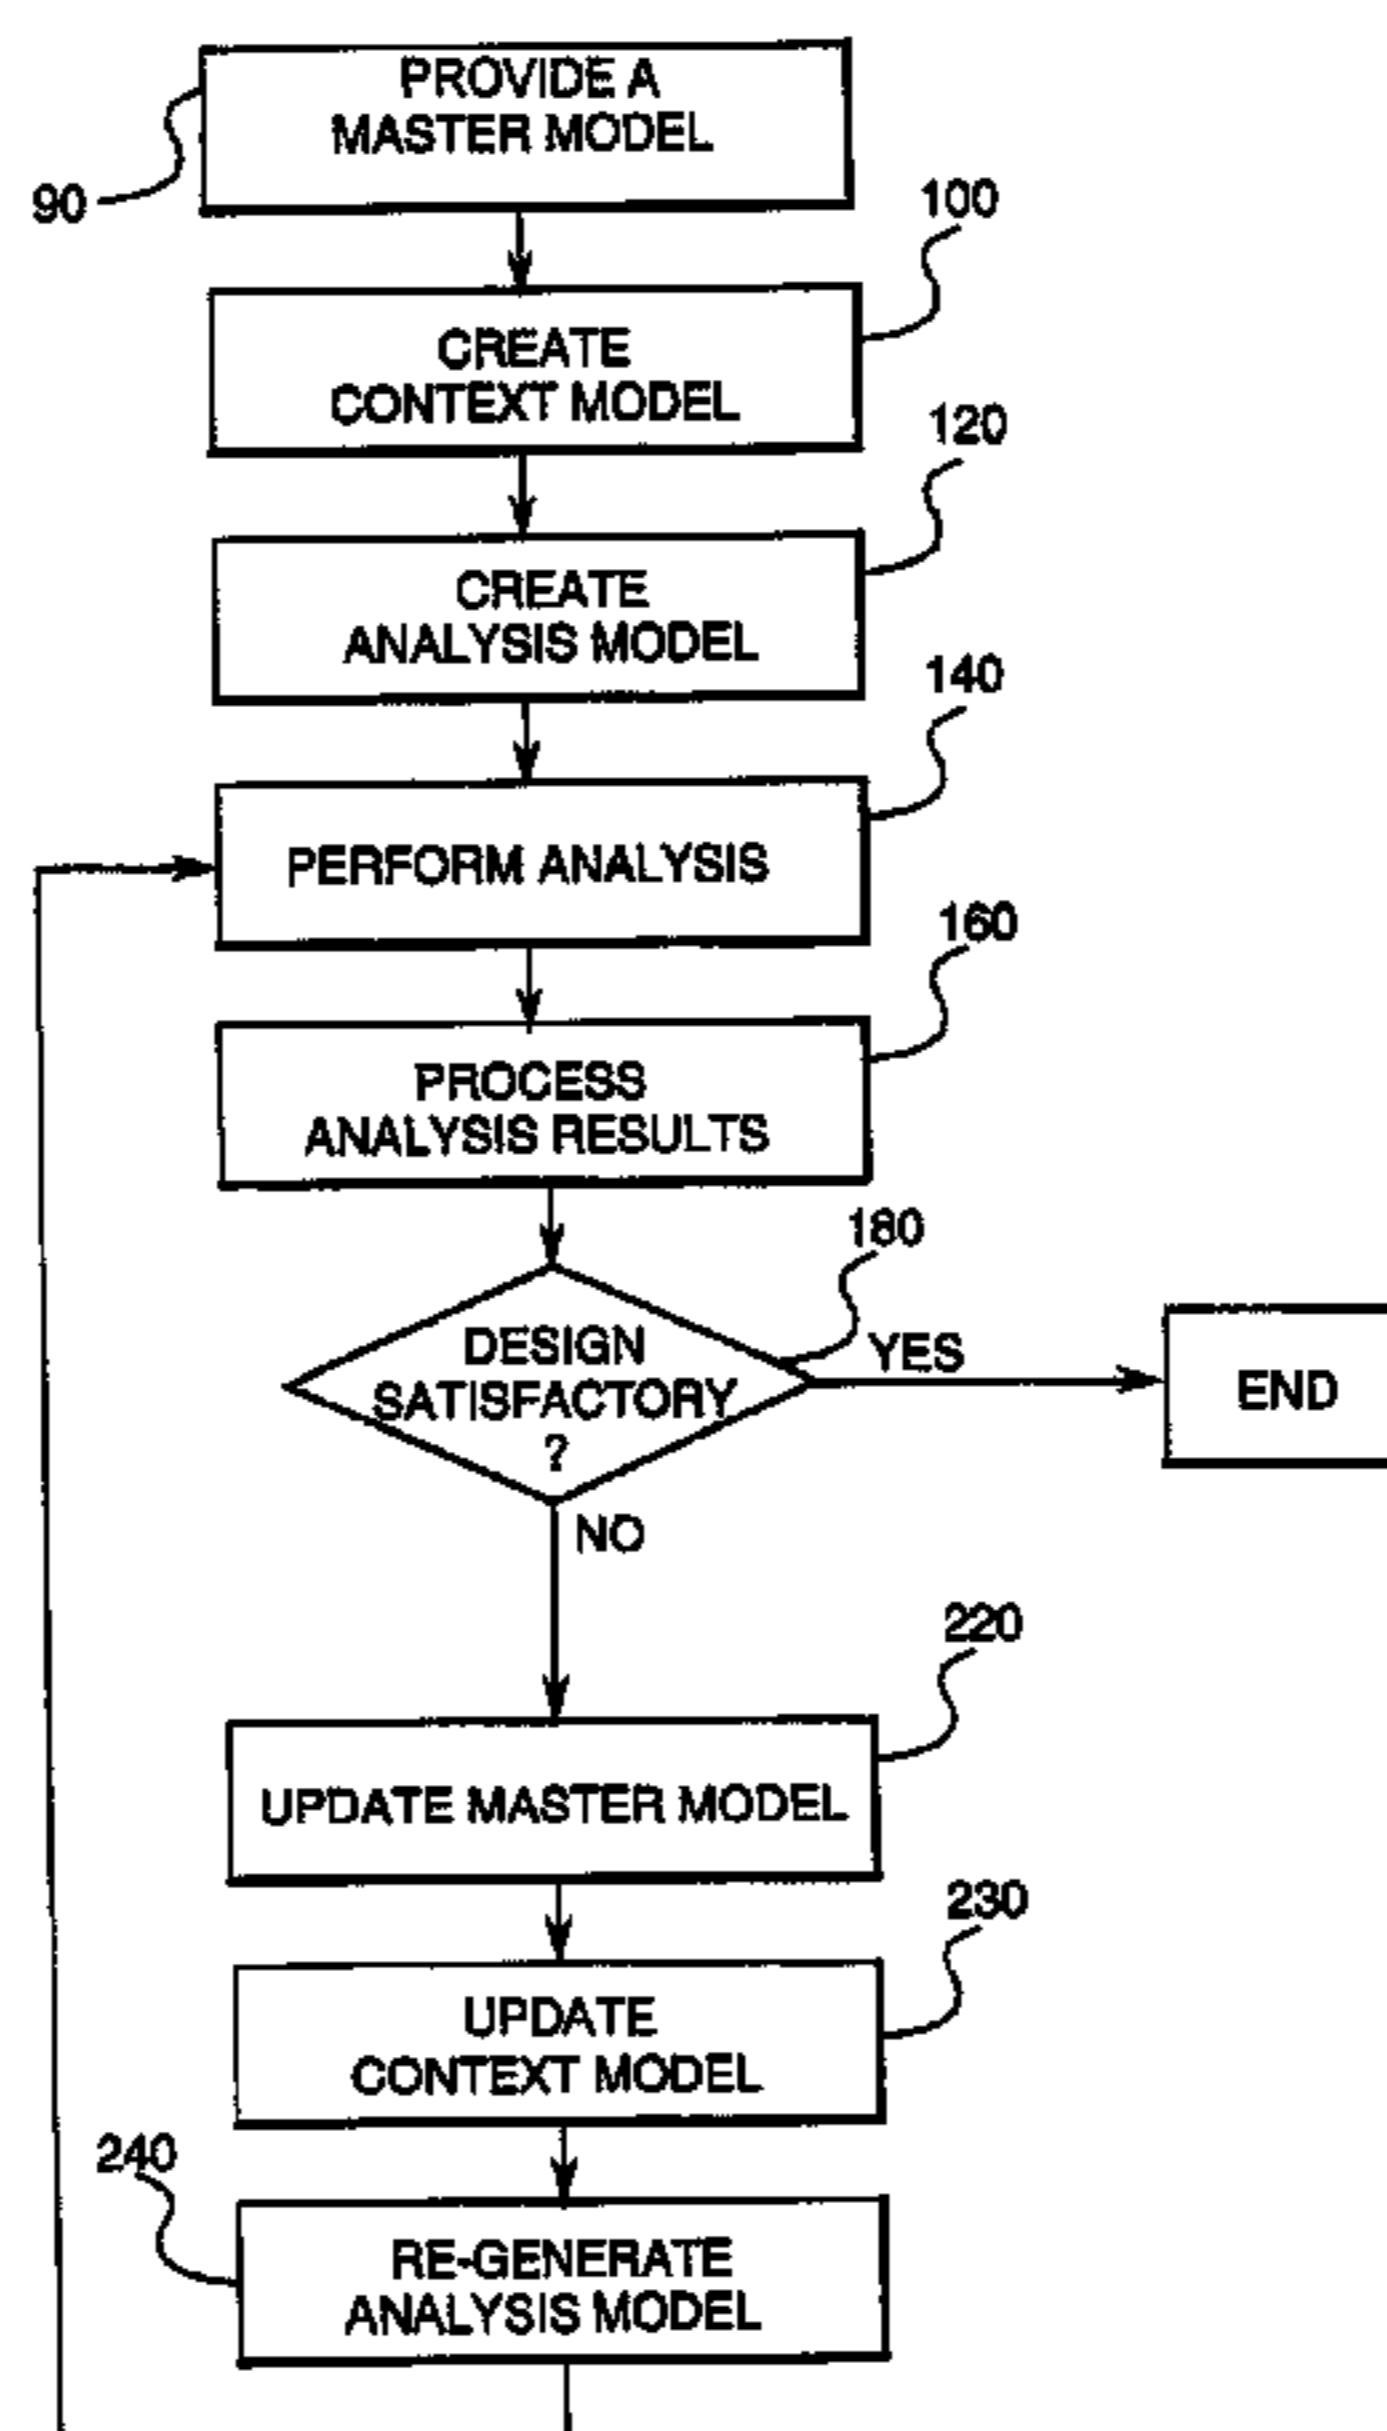 PROVIDE A
MASTER MODEL
90
100
CREATE
CONTEXT MODEL
120
CREATE
ANALYSIS MODEL
140
PERFORM ANALYSIS
160
PROCESS
ANALYSIS RESULTS
180
DESIGN
SATISFACTORY
?
YES
END
NO
220
UPDATE MASTER MODEL
230
UPDATE
CONTEXT MODEL
240
RE-GENERATE
ANALYSIS MODEL